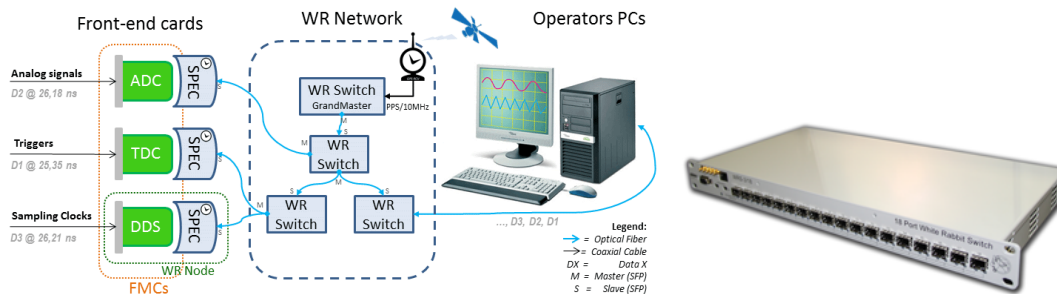 Front-end cards
WR Network
Operators PCs
Analog signals
D2 @ 26,18 ns
ADC
SPEC
S
Triggers
D1 @ 25,35 ns
TDC
SPEC
S
Sampling Clocks
D3 @ 26,21 ns
DDS
SPEC
S
WR Node
FMCs
WR Switch
GrandMaster
PPS/10MHz
M
S
M
WR
Switch
M
S
S
M
WR
Switch
WR
Switch
..., D3, D2, D1
Legend:
= Optical Fiber
= Coaxial Cable
DX = Data X
M = Master (SFP)
S = Slave (SFP)
18 Port White Rabbit Switch